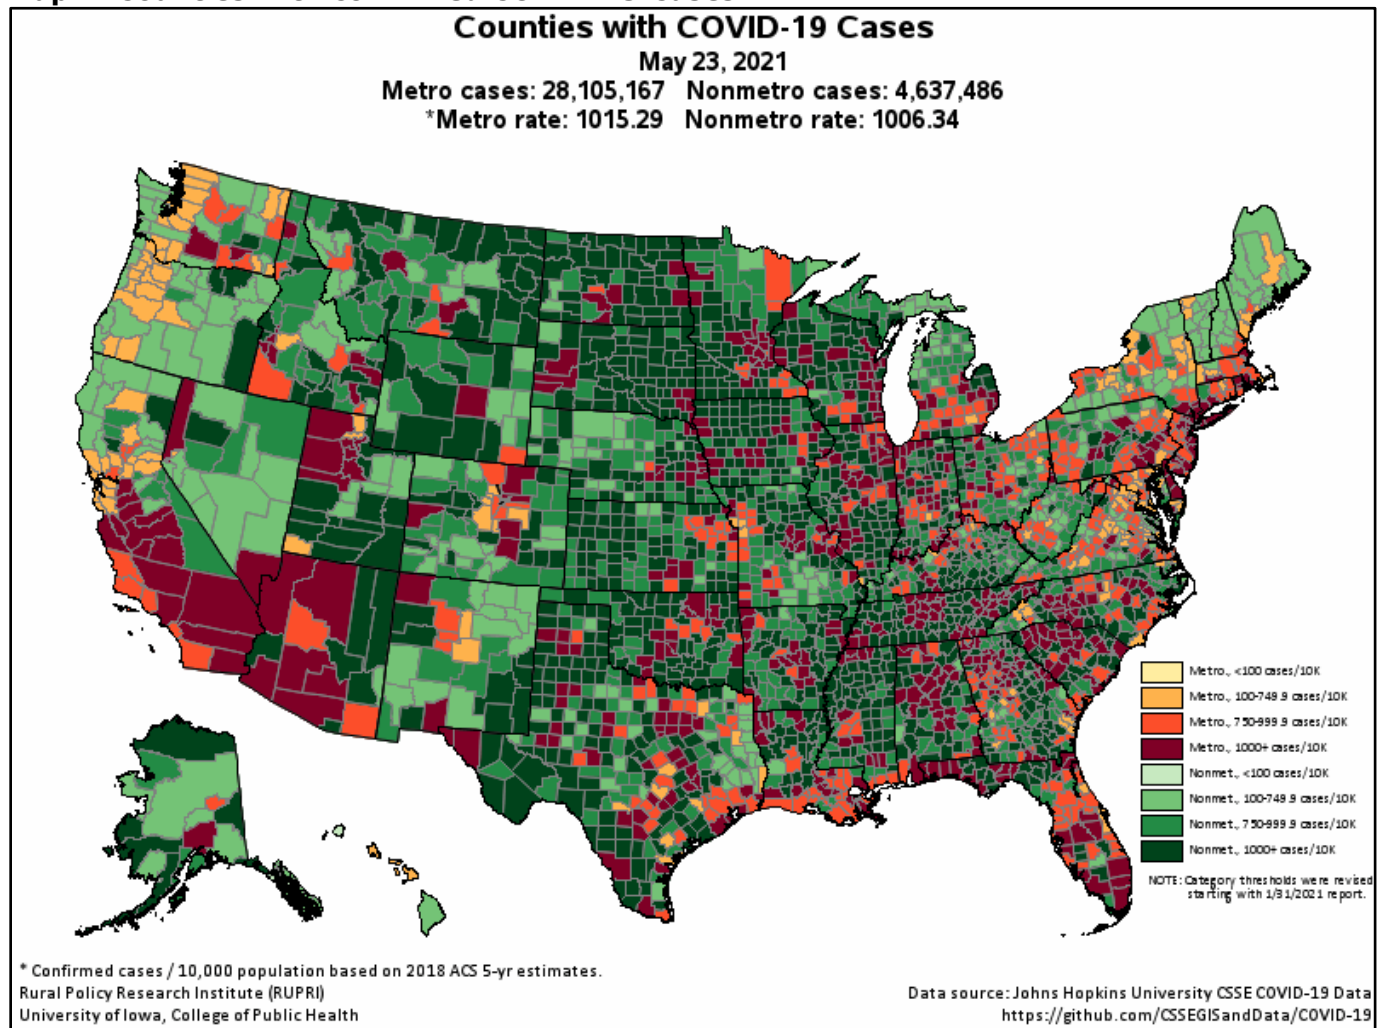 Counties with COVID-19 Cases
May 23, 2021
Metro cases: 28,105,167 Nonmetro cases: 4,637,486
*Metro rate: 1015.29 Nonmetro rate: 1006.34
Metro., <100 cases/10K
Metro., 100-749.9 cases/10K
Metro., 750-999.9 cases/10K
Metro., 1000+ cases/10K
Nonmet., <100 cases/10K
Nonmet., 100-749.9 cases/10K
Nonmet., 750-999.9 cases/10K
Nonmet., 1000+ cases/10K
NOTE: Category thresholds were revised
starting with 1/31/2021 report.
* Confirmed cases / 10,000 population based on 2018 ACS 5-yr estimates.
Rural Policy Research Institute (RUPRI)
University of Iowa, College of Public Health
Data source: Johns Hopkins University CSSE COVID-19 Data
https://github.com/CSSEGISandData/COVID-19